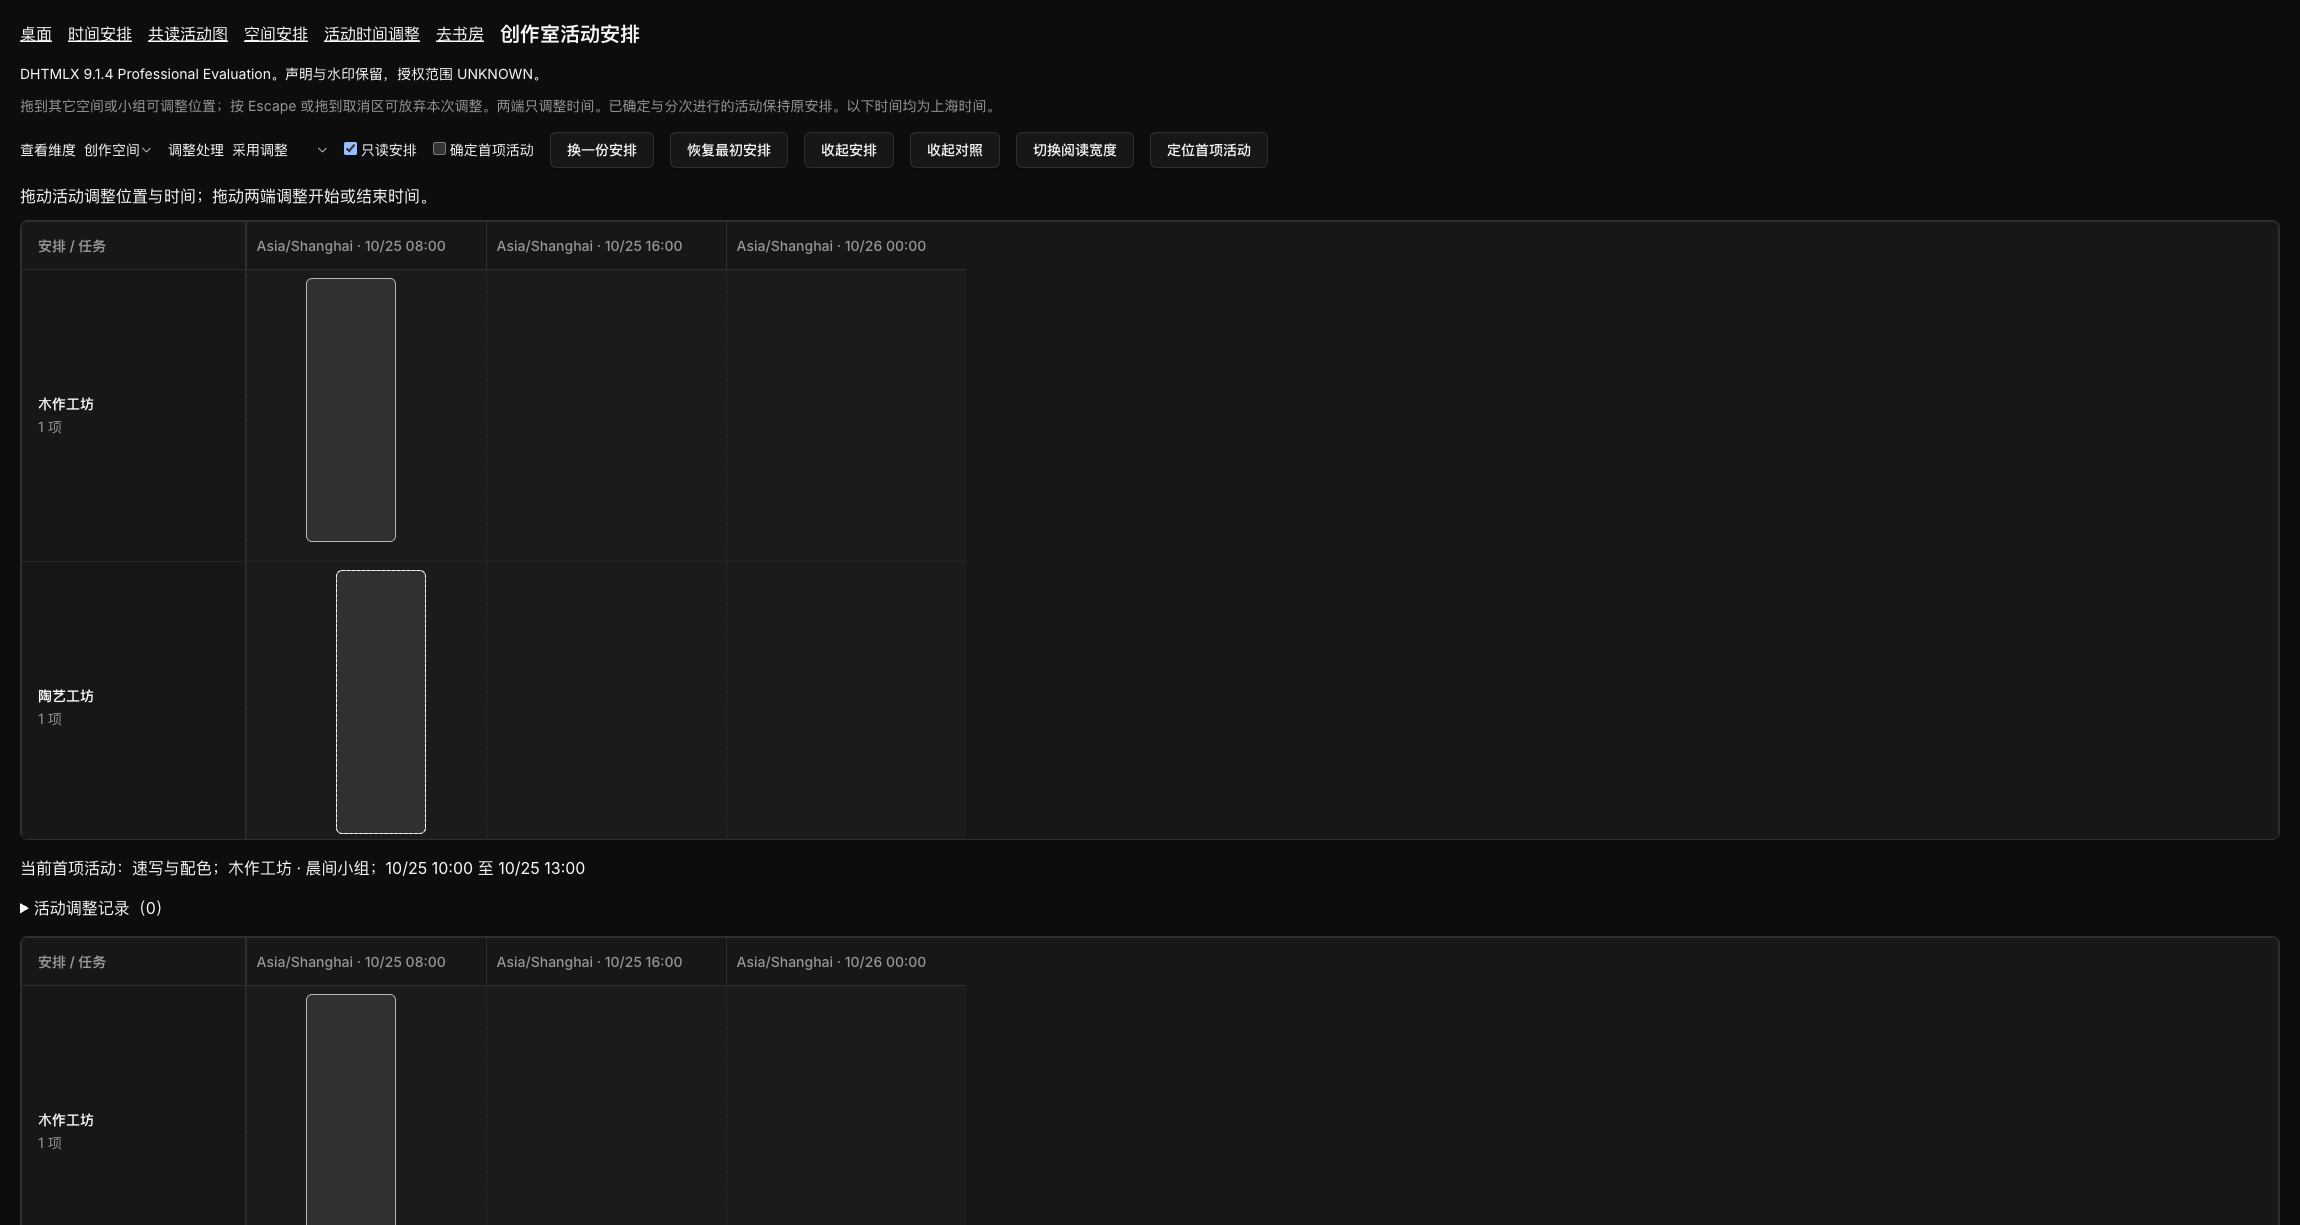 桌面 时间安排 共读活动图 空间安排 活动时间调整 去书房 创作室活动安排
DHTMLX 9.1.4 Professional Evaluation。声明与水印保留，授权范围 UNKNOWN。
拖到其它空间或小组可调整位置；按 Escape 或拖到取消区可放弃本次调整。两端只调整时间。已确定与分次进行的活动保持原安排。以下时间均为上海时间。
查看维度 创作空间 调整处理 采用调整 只读安排 确定首项活动 换一份安排 恢复最初安排 收起安排 收起对照 切换阅读宽度 定位首项活动
拖动活动调整位置与时间；拖动两端调整开始或结束时间。
安排 / 任务 Asia/Shanghai · 10/25 08:00 Asia/Shanghai · 10/25 16:00 Asia/Shanghai · 10/26 00:00
木作工坊
1 项
陶艺工坊
1 项
当前首项活动：速写与配色；木作工坊 · 晨间小组；10/25 10:00 至 10/25 13:00
活动调整记录（0）
安排 / 任务 Asia/Shanghai · 10/25 08:00 Asia/Shanghai · 10/25 16:00 Asia/Shanghai · 10/26 00:00
木作工坊
1 项